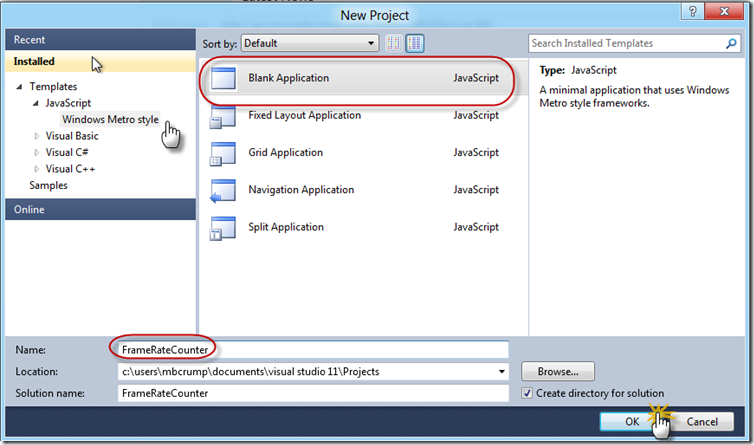 New Project
Recent
Installed
Templates
JavaScript
Windows Metro style
Visual Basic
Visual C#
Visual C++
Samples
Online
Sort by: Default
Blank Application JavaScript
Fixed Layout Application JavaScript
Grid Application JavaScript
Navigation Application JavaScript
Split Application JavaScript
Search Installed Templates
Type: JavaScript
A minimal application that uses Windows
Metro style frameworks.
Name: FrameRateCounter
Location: c:\users\mbcrump\documents\visual studio 11\Projects
Browse...
Solution name: FrameRateCounter
Create directory for solution
OK Cancel